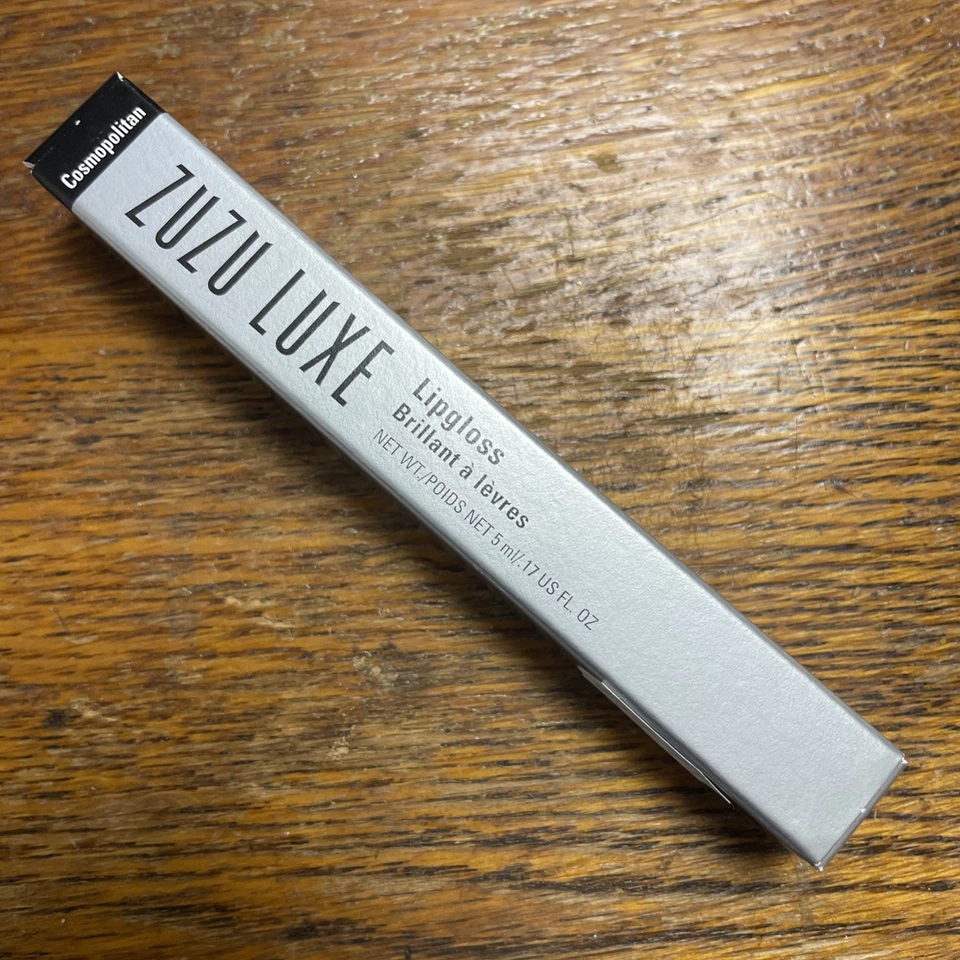 Cosmopolitan
ZUZU LUXE
Lipgloss
Brillant à lèvres
NET WT./POIDS NET 5 ml/.17 US FL. OZ